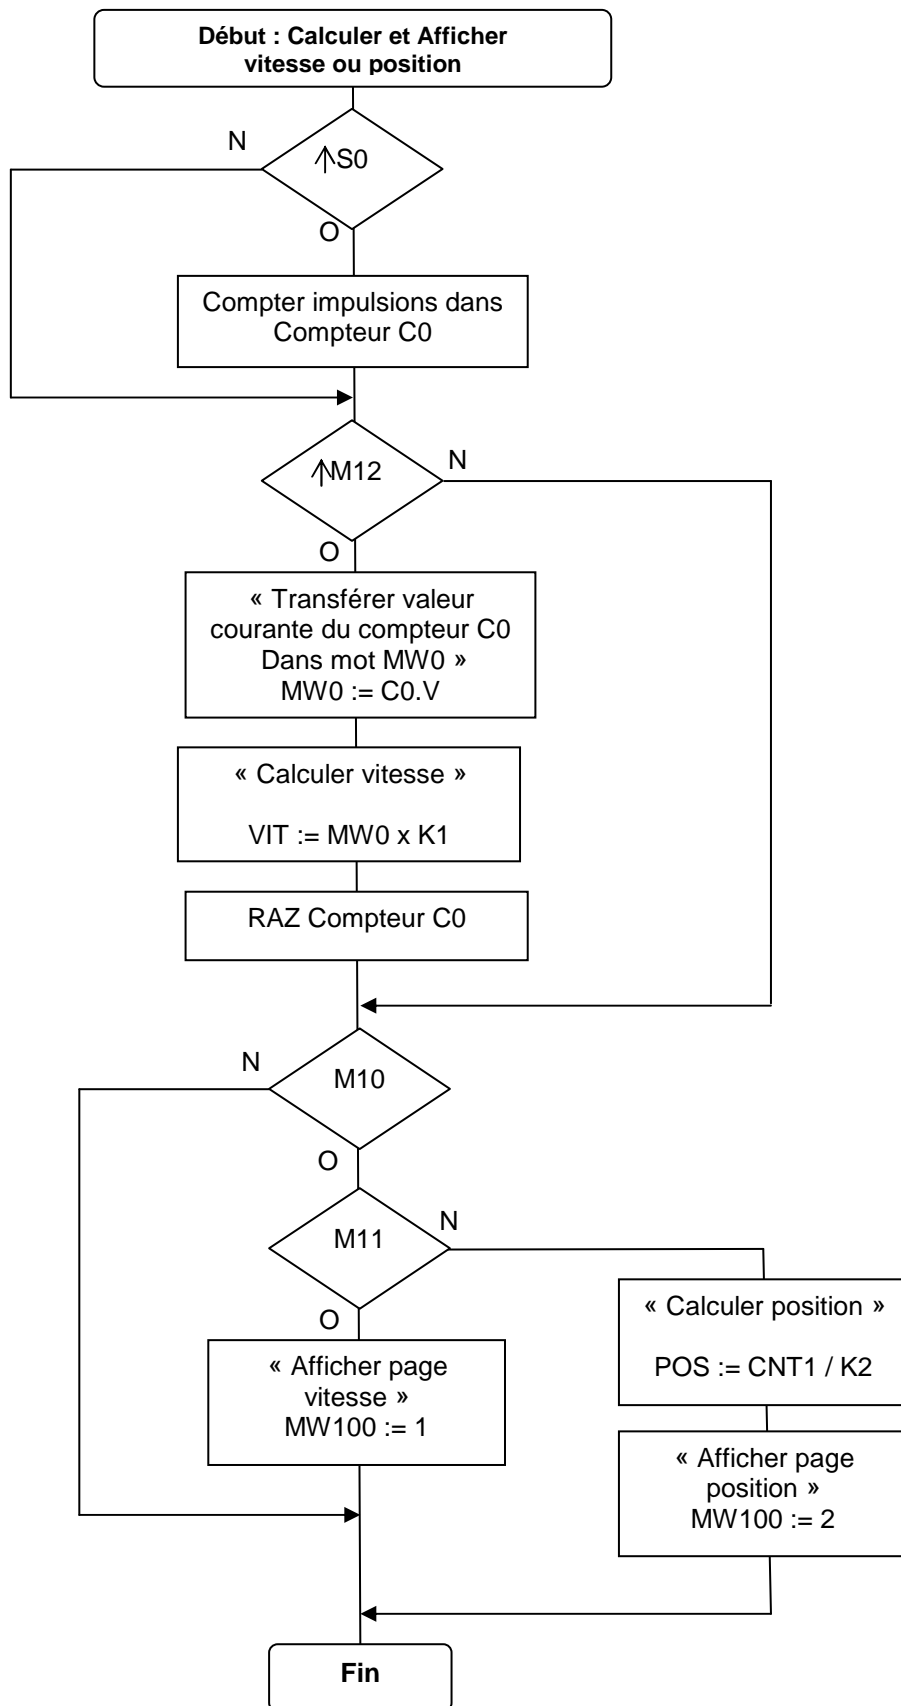 Début : Calculer et Afficher
vitesse ou position
N
↑S0
O
Compter impulsions dans
Compteur C0
↑M12
N
O
« Transférer valeur
courante du compteur C0
Dans mot MW0 »
MW0 := C0.V
« Calculer vitesse »
VIT := MW0 x K1
RAZ Compteur C0
N
M10
O
M11
N
O
« Calculer position »
POS := CNT1 / K2
« Afficher page
vitesse »
MW100 := 1
« Afficher page
position »
MW100 := 2
Fin